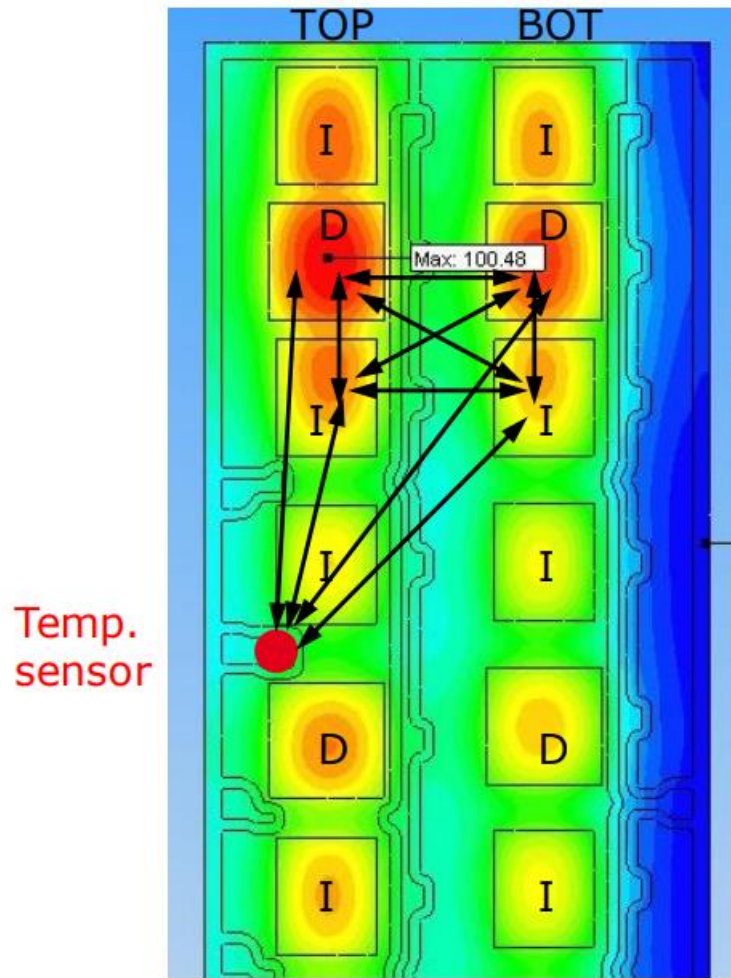 TOP BOT
I I
D D
Max: 100.48
I I
I I
Temp.
sensor
D D
I I